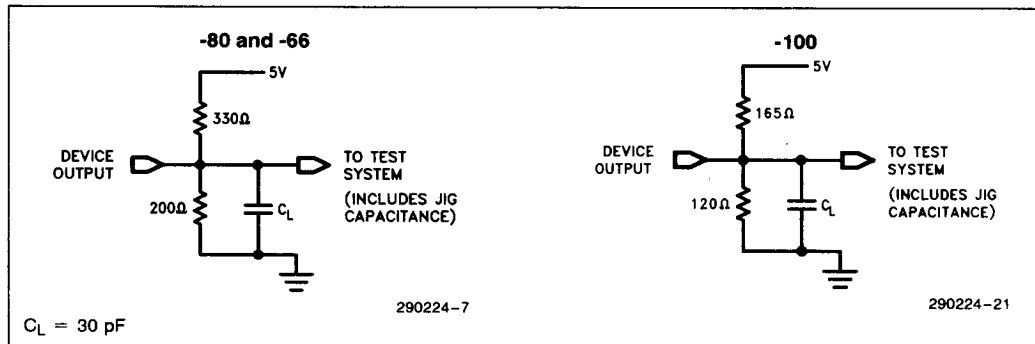 -80 and -66
5V
330Ω
DEVICE
OUTPUT
TO TEST
SYSTEM
(INCLUDES JIG
CAPACITANCE)
200Ω
CL
290224-7
CL = 30 pF
-100
5V
165Ω
DEVICE
OUTPUT
TO TEST
SYSTEM
(INCLUDES JIG
CAPACITANCE)
120Ω
CL
290224-21